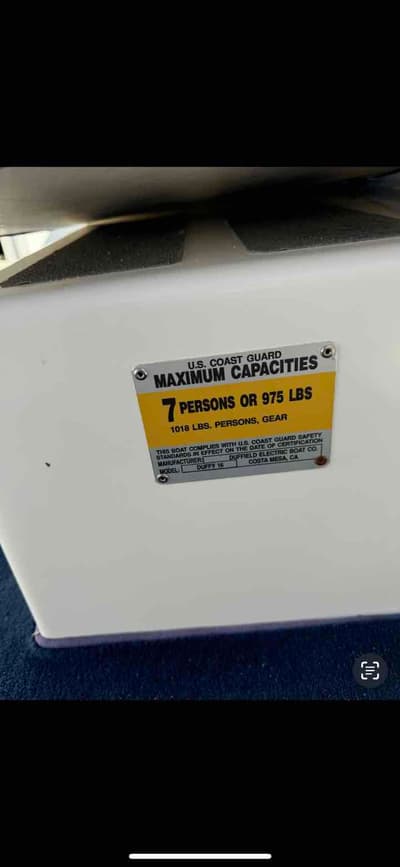 U.S. COAST GUARD
MAXIMUM CAPACITIES
7 PERSONS OR 975 LBS
1018 LBS. PERSONS, GEAR
THIS BOAT COMPLIES WITH U.S. COAST GUARD SAFETY
STANDARDS IN EFFECT ON THE DATE OF CERTIFICATION
MANUFACTURER: DUFFIELD ELECTRIC BOAT CO.
MODEL: DUFFY 16 COSTA MESA, CA